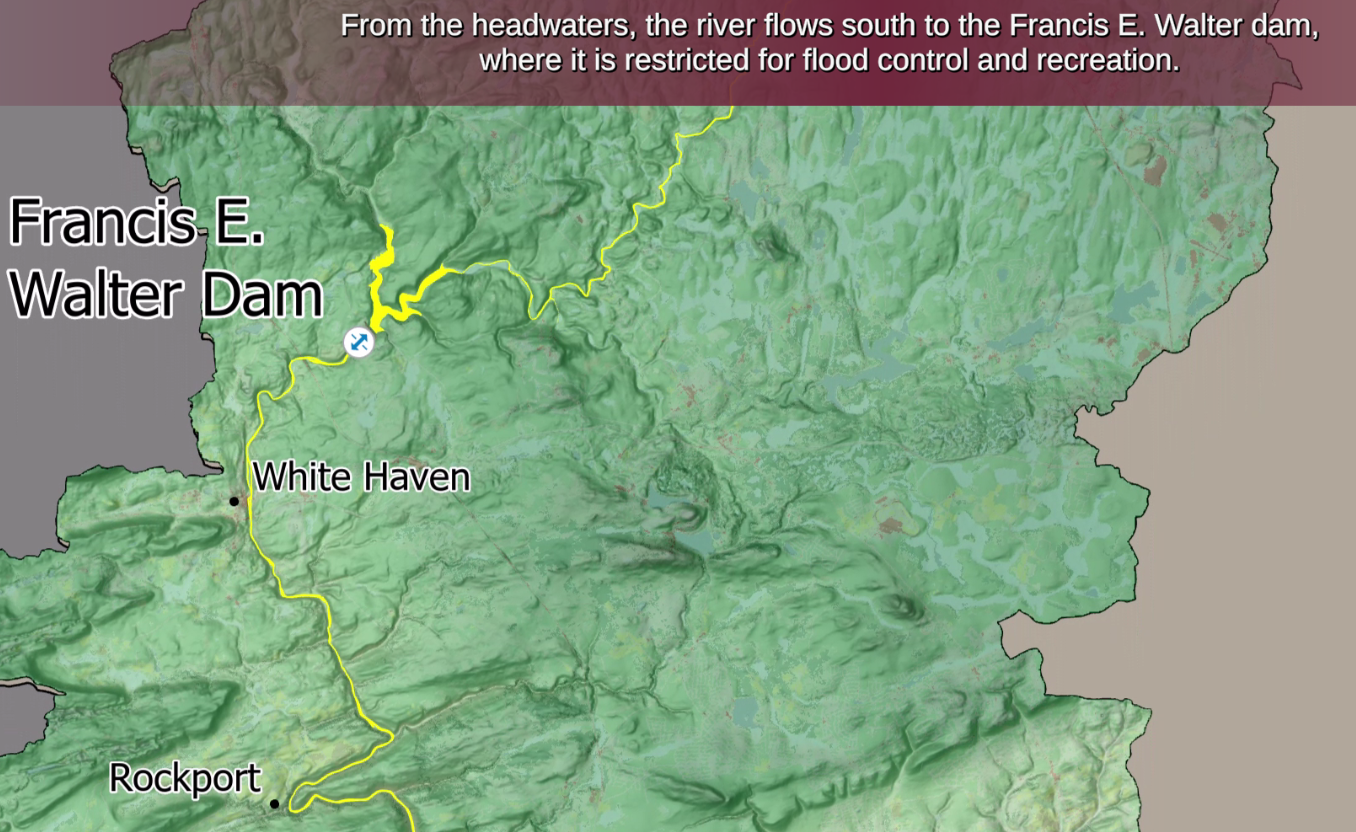 From the headwaters, the river flows south to the Francis E. Walter dam,
where it is restricted for flood control and recreation.
Francis E.
Walter Dam
White Haven
Rockport